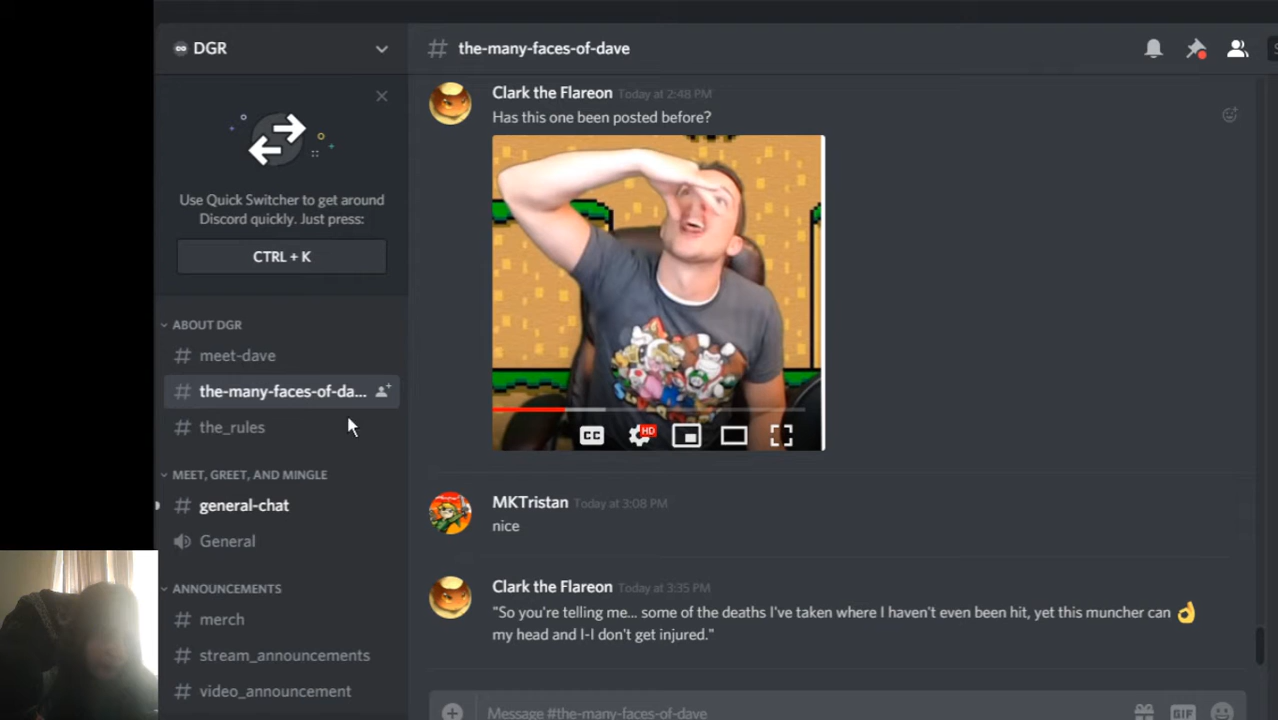 DGR
Use Quick Switcher to get around
Discord quickly. Just press:
CTRL + K
ABOUT DGR
meet-dave
the-many-faces-of-da...
the_rules
MEET, GREET, AND MINGLE
general-chat
General
ANNOUNCEMENTS
merch
stream_announcements
video_announcement
the-many-faces-of-dave
Clark the Flareon Today at 2:48 PM
Has this one been posted before?
CC
HD
MKTristan Today at 3:08 PM
nice
Clark the Flareon Today at 3:35 PM
"So you're telling me... some of the deaths I've taken where I haven't even been hit, yet this muncher can 👌
my head and I-I don't get injured."
Message #the-many-faces-of-dave
GIF